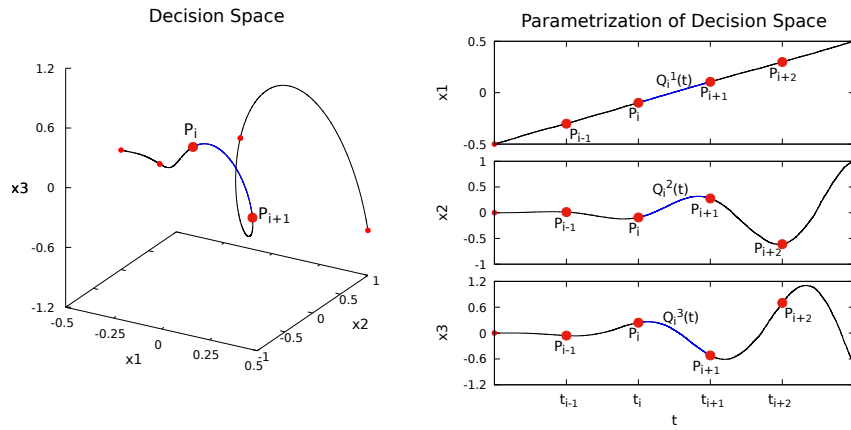 Decision Space
1.2
0.6
x3
0
-0.6
-1.2
-0.5
-0.25
0
0.25
0.5
x1
-1
-0.5
0
0.5
1
x2
Pi
Pi+1
Parametrization of Decision Space
0.5
0
-0.5
x1
Qi1(t)
Pi-1
Pi
Pi+1
Pi+2
1
0.5
0
-0.5
-1
x2
Qi2(t)
Pi-1
Pi
Pi+1
Pi+2
1.2
0.6
0
-0.6
-1.2
x3
Qi3(t)
Pi-1
Pi
Pi+1
Pi+2
ti-1
ti
ti+1
ti+2
t